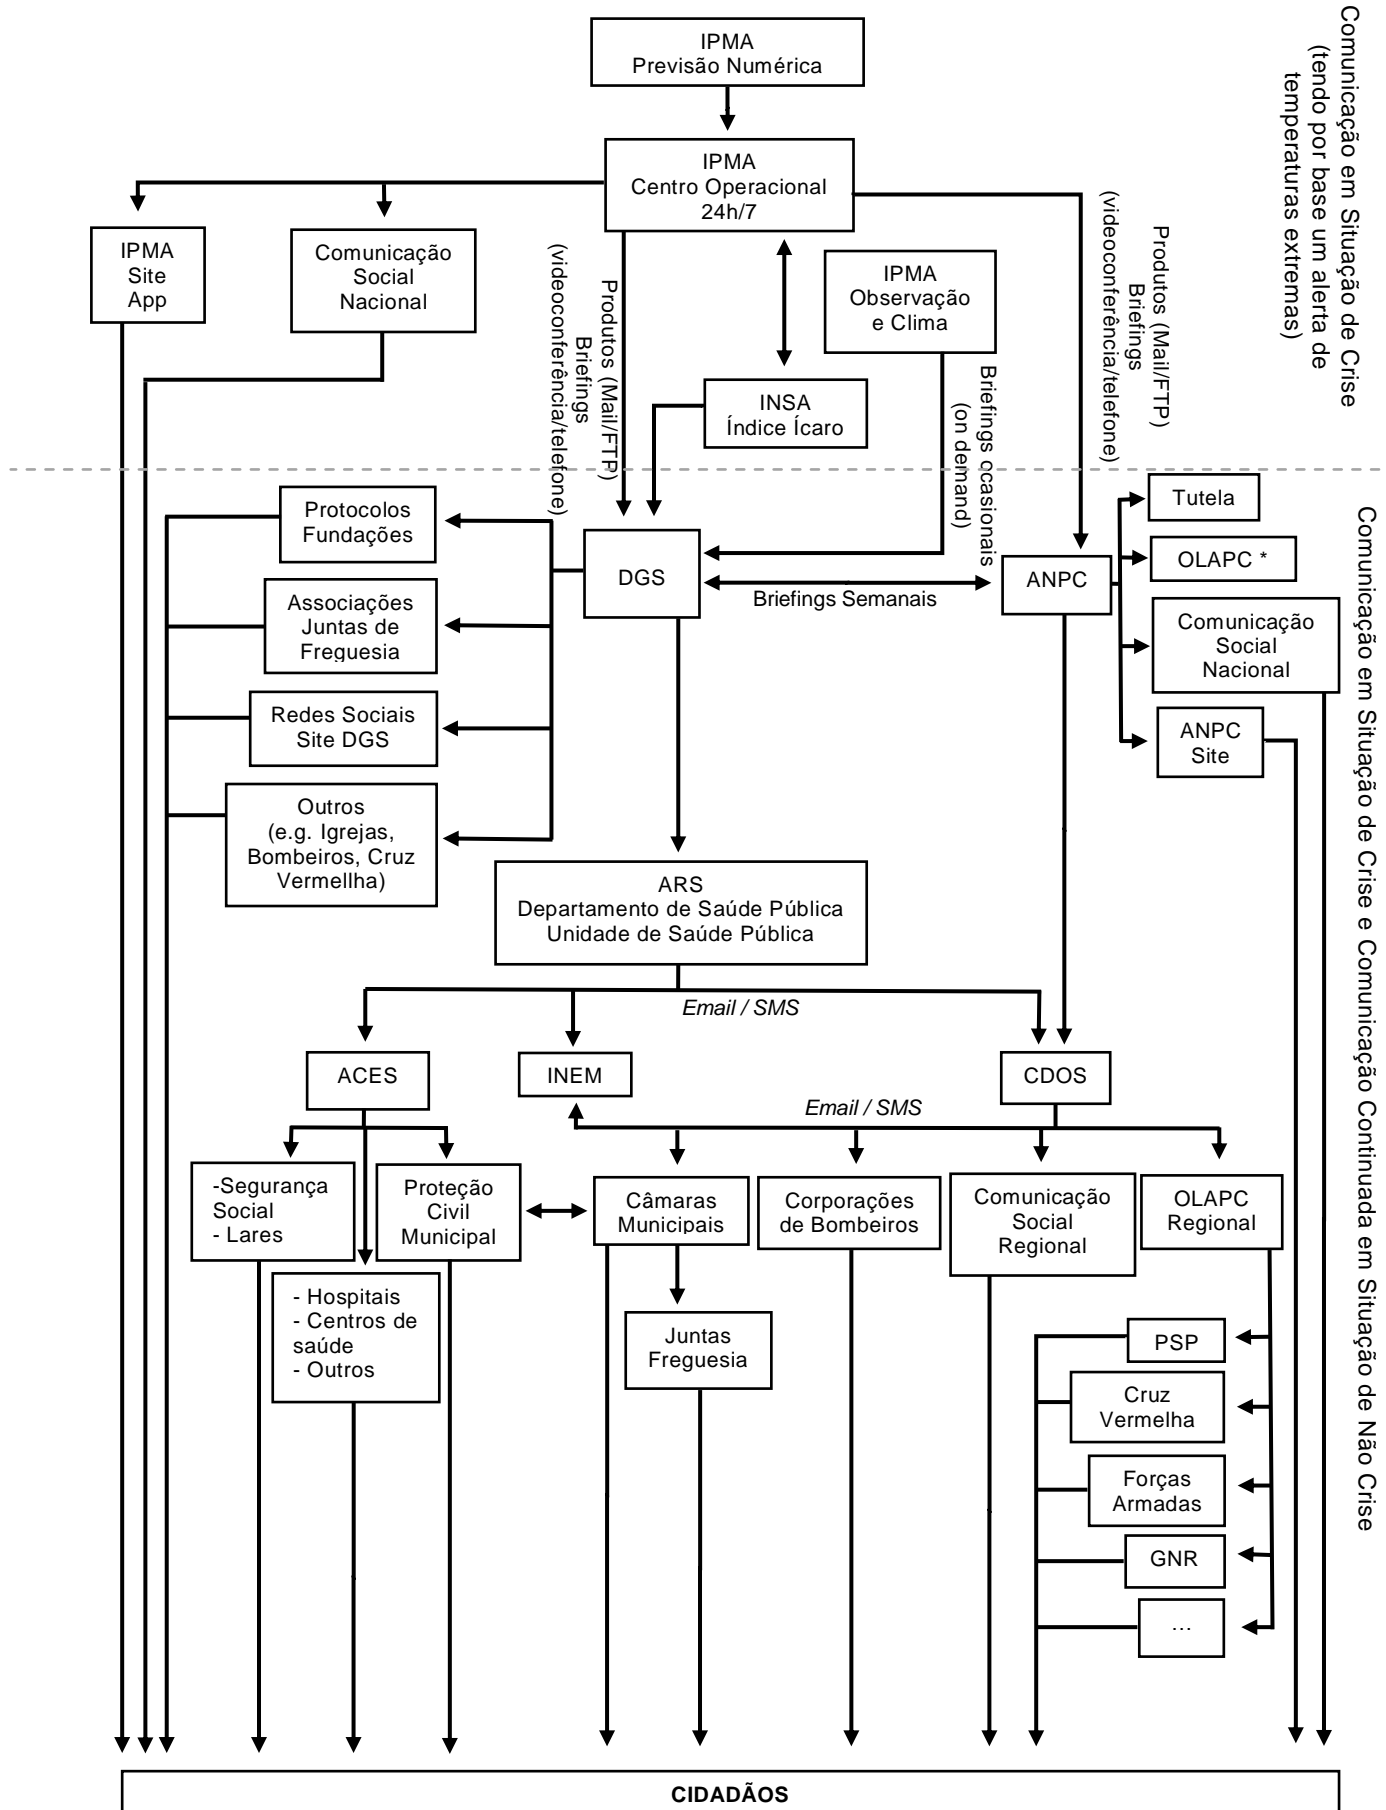 Comunicação em Situação de Crise
(tendo por base um alerta de
temperaturas extremas)
IPMA
Previsão Numérica
IPMA
Centro Operacional
24h/7
IPMA
Site
App
Comunicação
Social
Nacional
Produtos (Mail/FTP)
Briefings
(videoconferência/telefone)
IPMA
Observação
e Clima
Produtos (Mail/FTP)
Briefings
(videoconferência/telefone)
INSA
Índice Ícaro
Briefings ocasionais
(on demand)
Comunicação em Situação de Crise e Comunicação Continuada em Situação de Não Crise
Protocolos
Fundações
Associações
Juntas de
Freguesia
Redes Sociais
Site DGS
Outros
(e.g. Igrejas,
Bombeiros, Cruz
Vermellha)
DGS
Briefings Semanais
ANPC
Tutela
OLAPC *
Comunicação
Social
Nacional
ANPC
Site
ARS
Departamento de Saúde Pública
Unidade de Saúde Pública
Email / SMS
ACES
INEM
CDOS
Email / SMS
-Segurança
Social
- Lares
Proteção
Civil
Municipal
Câmaras
Municipais
Corporações
de Bombeiros
Comunicação
Social
Regional
OLAPC
Regional
- Hospitais
- Centros de
saúde
- Outros
Juntas
Freguesia
PSP
Cruz
Vermelha
Forças
Armadas
GNR
...
CIDADÃOS